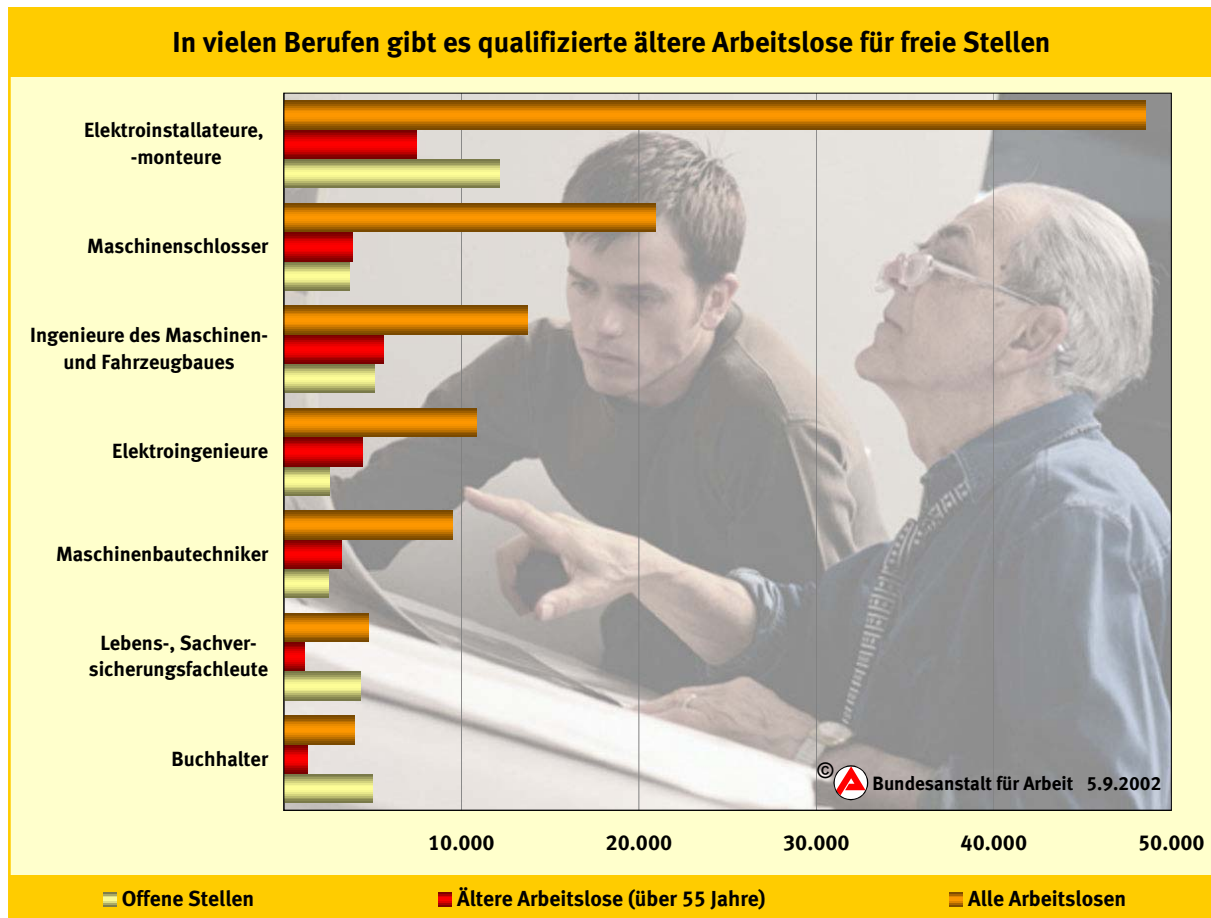 In vielen Berufen gibt es qualifizierte ältere Arbeitslose für freie Stellen
Elektroinstallateure,
-monteure
Maschinenschlosser
Ingenieure des Maschinen-
und Fahrzeugbaues
Elektroingenieure
Maschinenbautechniker
Lebens-, Sachver-
sicherungsfachleute
Buchhalter
© Bundesanstalt für Arbeit 5.9.2002
10.000 20.000 30.000 40.000 50.000
Offene Stellen Ältere Arbeitslose (über 55 Jahre) Alle Arbeitslosen